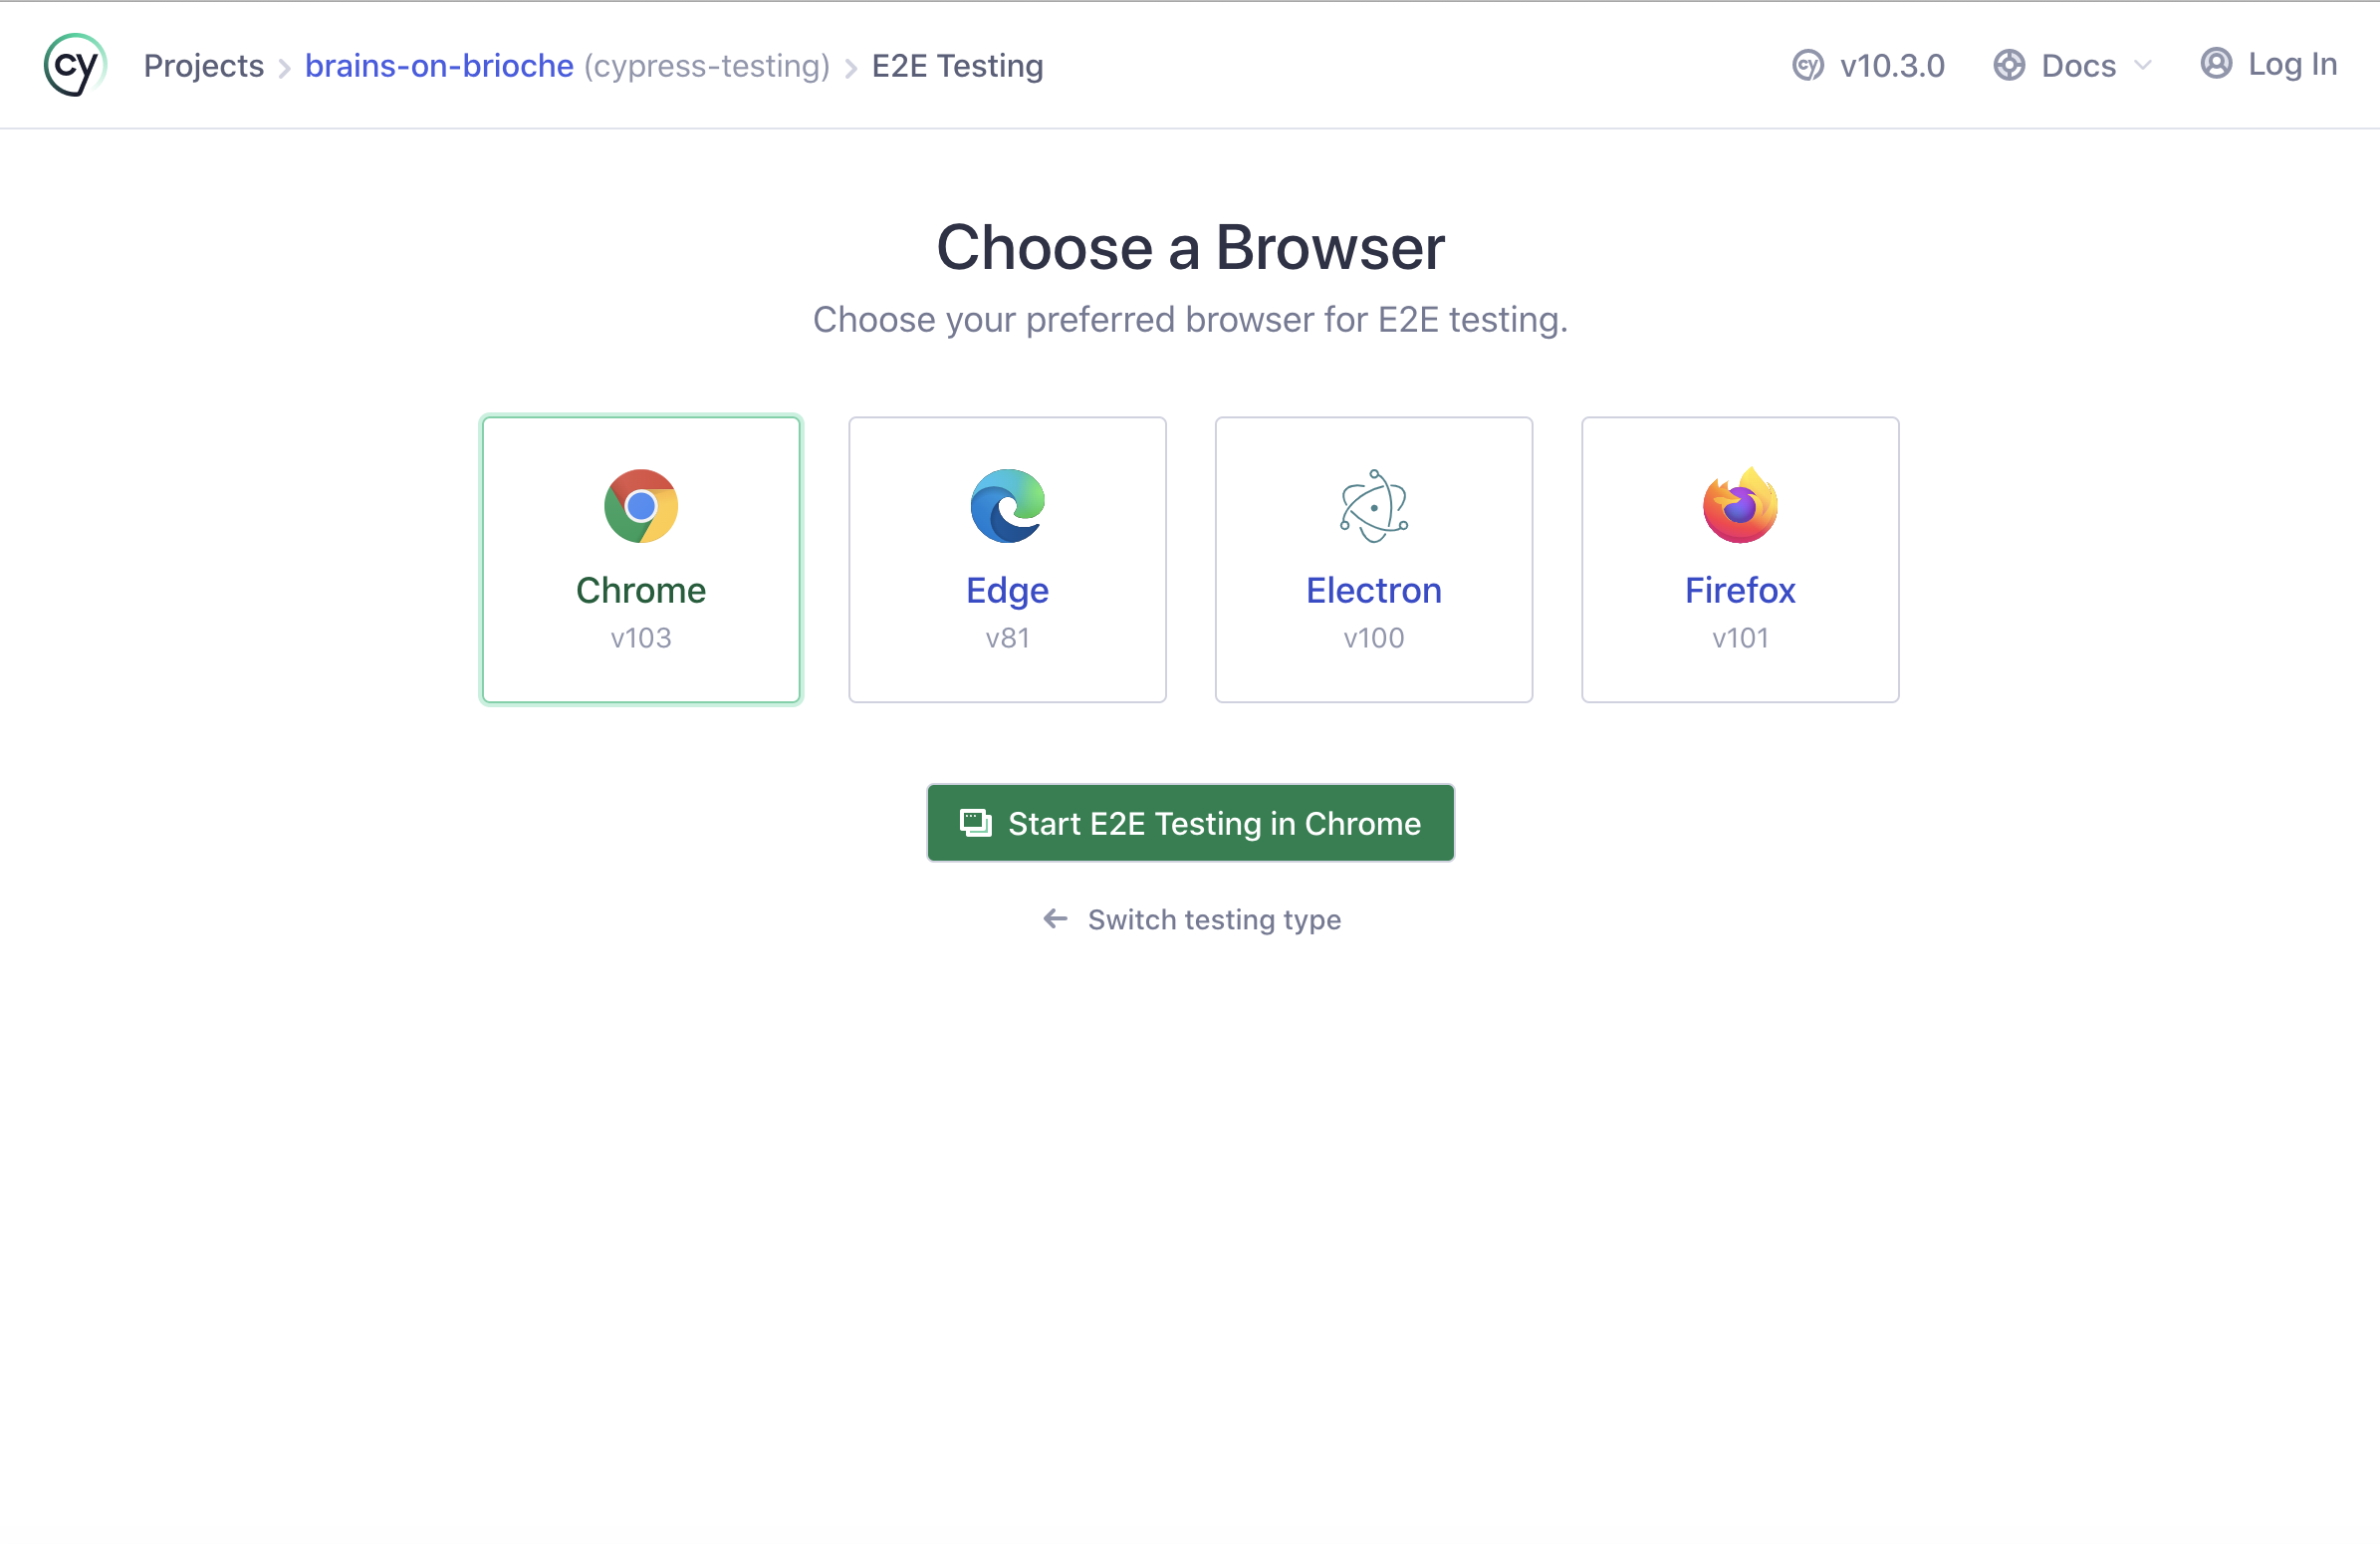 cy Projects brains-on-brioche (cypress-testing) E2E Testing cy v10.3.0 Docs Log In
Choose a Browser
Choose your preferred browser for E2E testing.
Chrome Edge Electron Firefox
v103 v81 v100 v101
Start E2E Testing in Chrome
Switch testing type